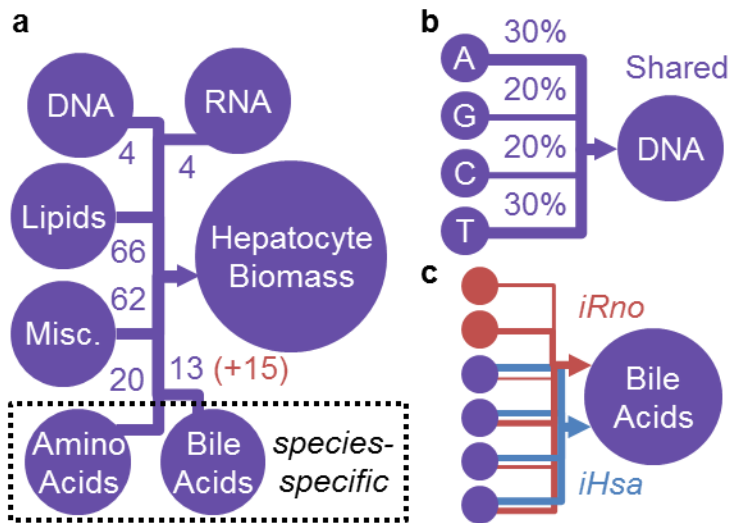 a
DNA
RNA
4
4
Lipids
66
Hepatocyte
Biomass
62
Misc.
20
13 (+15)
Amino
Acids
Bile
Acids
species-
specific
b
30%
A
20%
G
20%
C
30%
T
Shared
DNA
c
iRno
Bile
Acids
iHsa